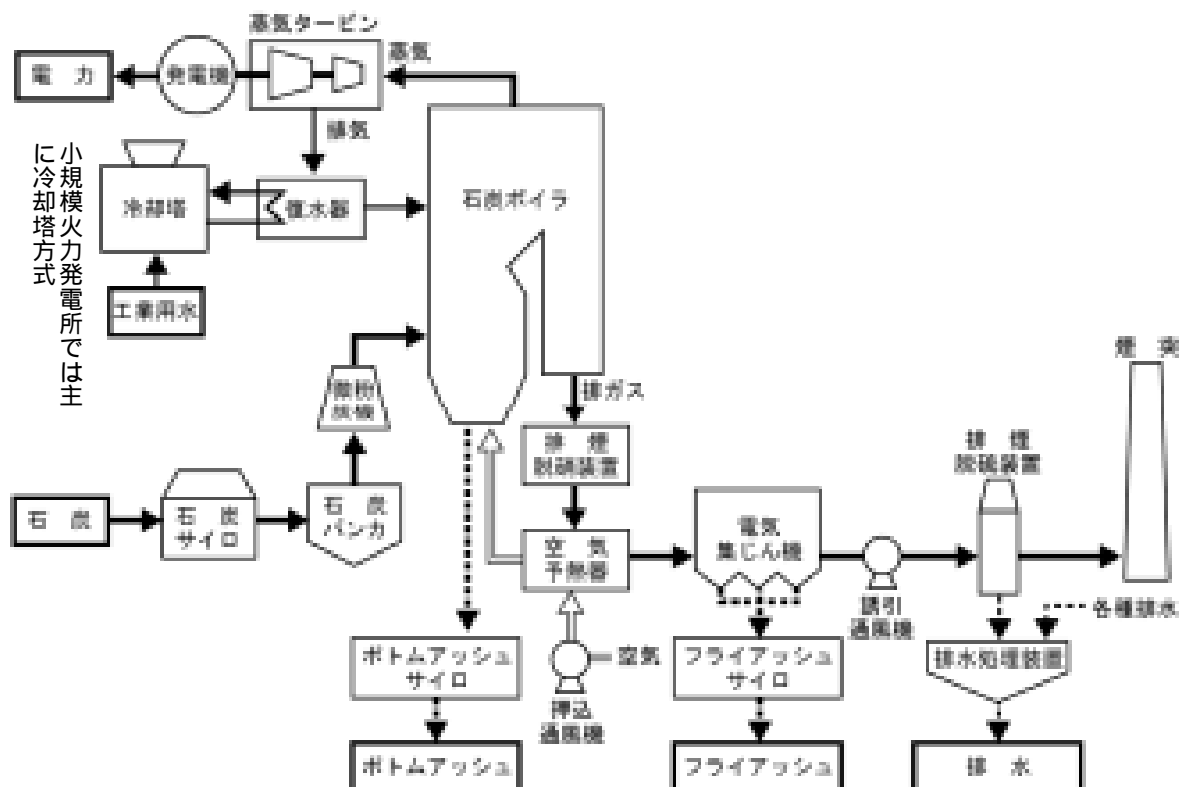 蒸気タービン
蒸気
電 力
発電機
排気
小規模火力発電所では主
に冷却塔方式
冷却塔
復水器
石炭ボイラ
工業用水
微粉
炭機
排ガス
煙 突
排 煙
脱硝装置
排 煙
脱硫装置
石 炭
石 炭
サイロ
石 炭
バンカ
空 気
予熱器
電気
集じん機
誘引
通風機
各種排水
ボトムアッシュ
サイロ
空気
押込
通風機
フライアッシュ
サイロ
排水処理装置
ボトムアッシュ
フライアッシュ
排 水